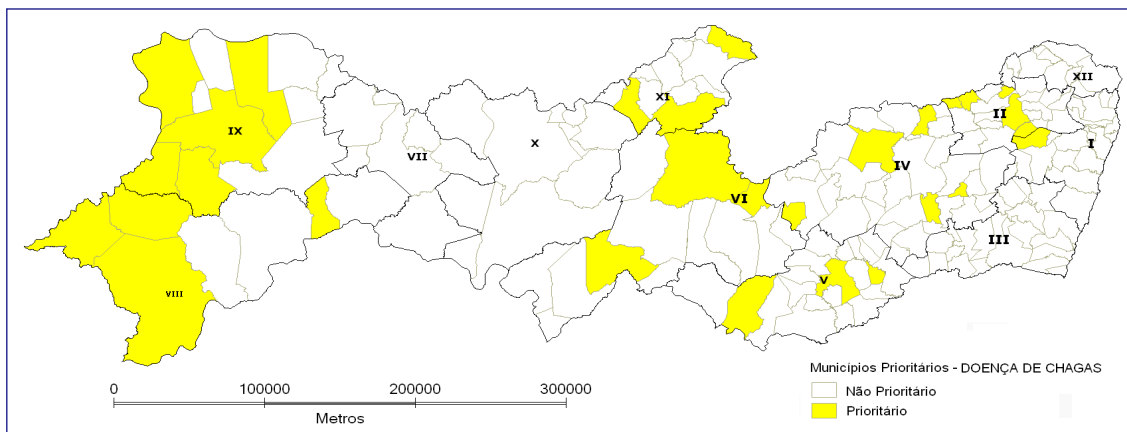 XII
XI
II
IX
I
VII
X
IV
VI
III
V
VIII
Municípios Prioritários - DOENÇA DE CHAGAS
Não Prioritário
Prioritário
0 100000 200000 300000
Metros